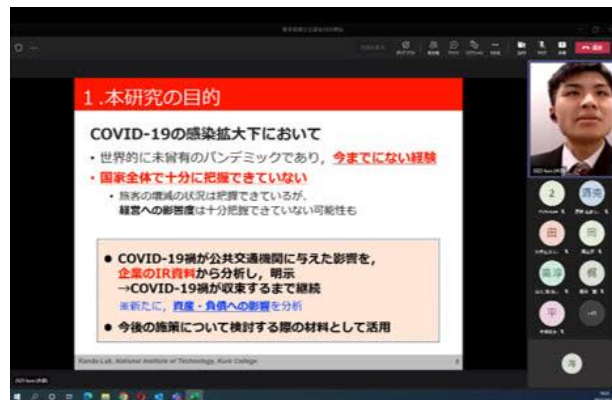 1.本研究の目的
COVID-19の感染拡大下において
・世界的に未曾有のパンデミックであり，今までにない経験
・国家全体で十分に把握できていない
・旅客の増減の状況は把握できているが，
経営への影響度は十分把握できていない可能性も
● COVID-19禍が公共交通機関に与えた影響を，
企業のIR資料から分析し，明示
→COVID-19禍が収束するまで継続
※新たに，資産・負債への影響を分析
● 今後の施策について検討する際の材料として活用
Kanda Lab, National Institute of Technology, Kure College
2
田
岡
梶
平